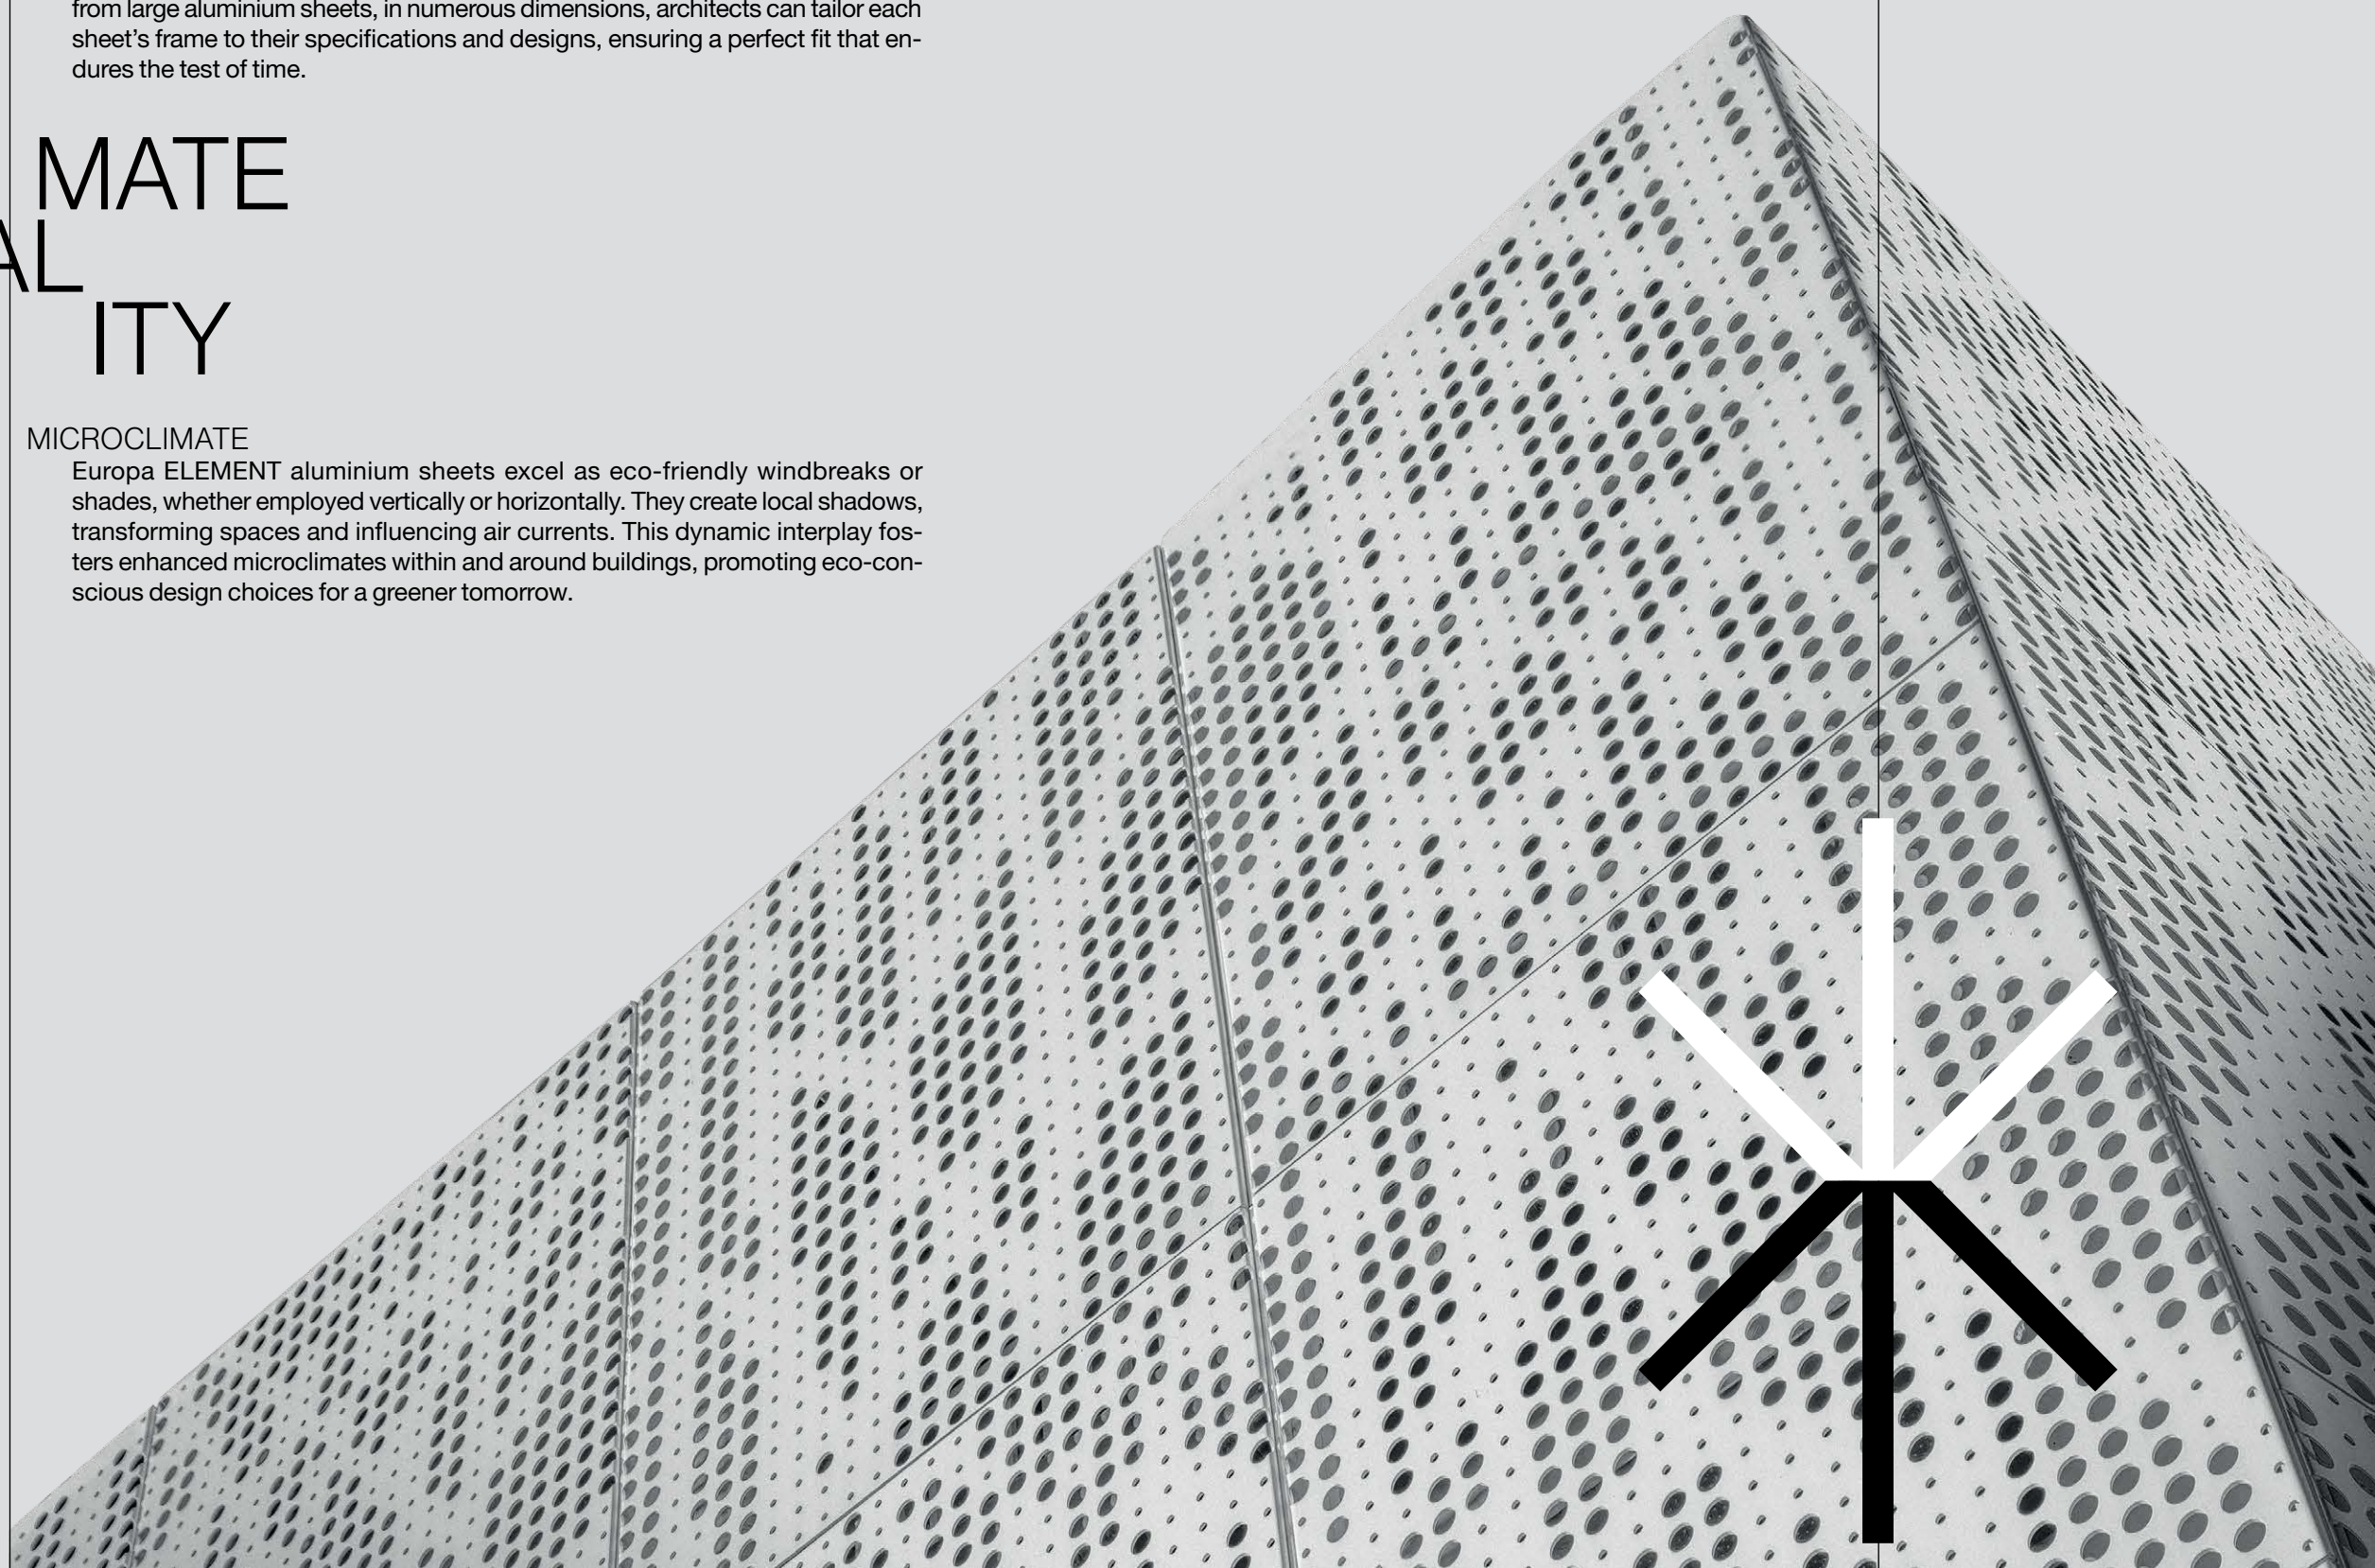 from large aluminium sheets, in numerous dimensions, architects can tailor each
sheet’s frame to their specifications and designs, ensuring a perfect fit that en-
dures the test of time.
MATE
AL
ITY
MICROCLIMATE
Europa ELEMENT aluminium sheets excel as eco-friendly windbreaks or
shades, whether employed vertically or horizontally. They create local shadows,
transforming spaces and influencing air currents. This dynamic interplay fos-
ters enhanced microclimates within and around buildings, promoting eco-con-
scious design choices for a greener tomorrow.